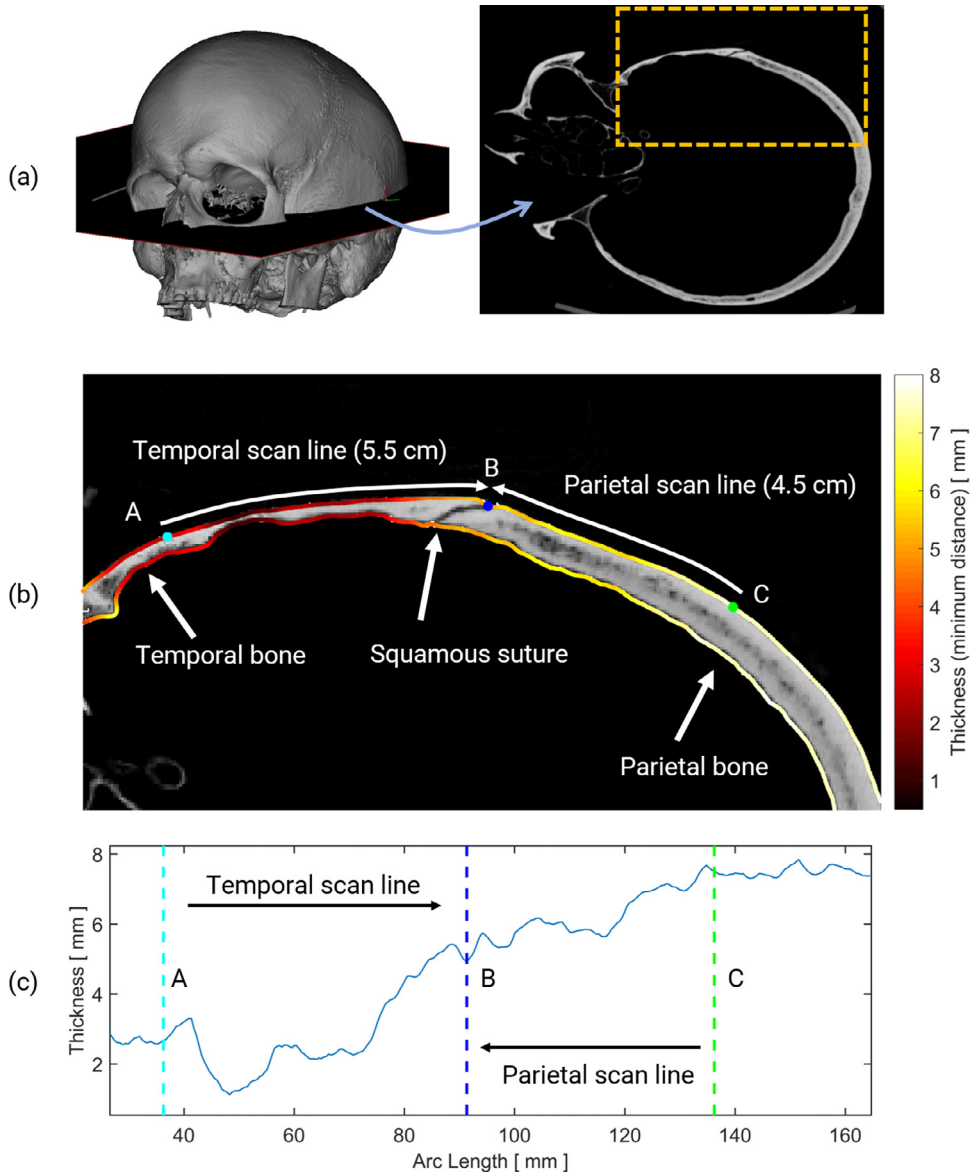 (a)
Temporal scan line (5.5 cm)
B
Parietal scan line (4.5 cm)
A
C
(b)
Temporal bone
Squamous suture
Parietal bone
8
7
6
5
4
3
2
1
Thickness (minimum distance) [ mm ]
(c)
Thickness [ mm ]
8
6
4
2
Temporal scan line
A
B
C
Parietal scan line
40
60
80
100
120
140
160
Arc Length [ mm ]